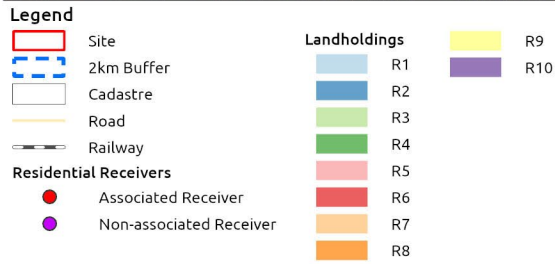 Legend
Site
2km Buffer
Cadastre
Road
Railway
Residential Receivers
Associated Receiver
Non-associated Receiver
Landholdings
R1
R2
R3
R4
R5
R6
R7
R8
R9
R10